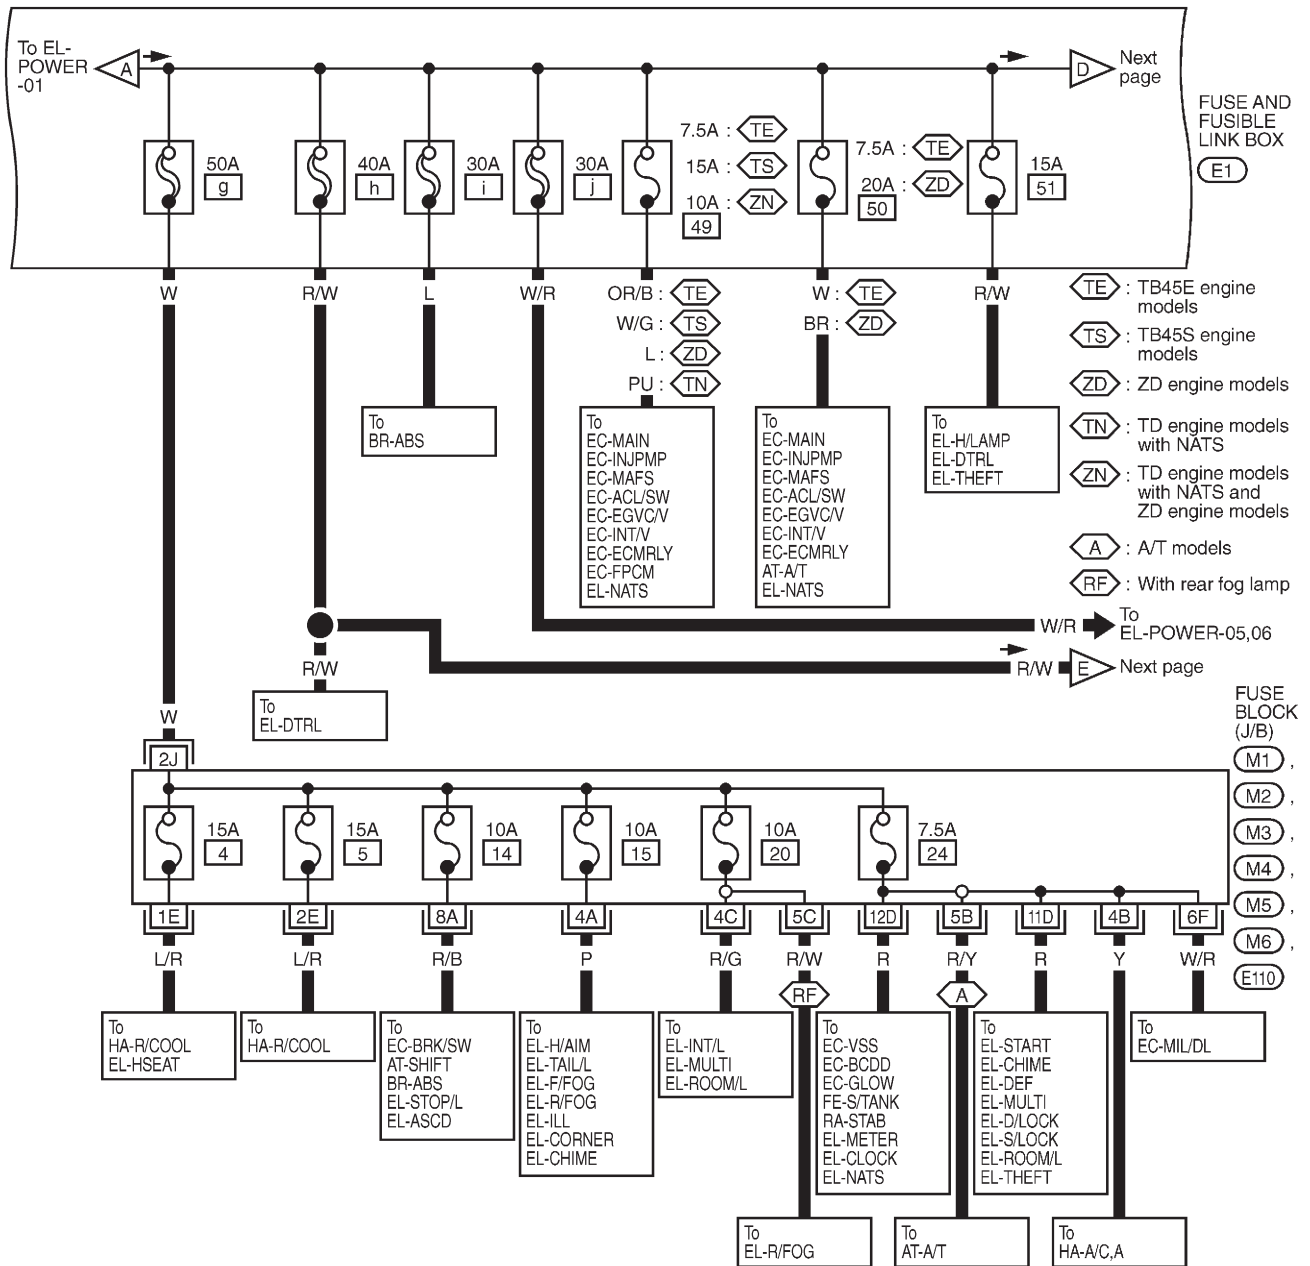 To EL-
POWER
-01
A
D
Next
page
FUSE AND
FUSIBLE
LINK BOX
E1
50A
g
40A
h
30A
i
30A
j
7.5A : TE
15A : TS
10A : ZN
49
7.5A : TE
20A : ZD
50
15A
51
W
R/W
L
W/R
OR/B : TE
W/G : TS
L : ZD
PU : TN
W : TE
BR : ZD
R/W
TE : TB45E engine
models
TS : TB45S engine
models
ZD : ZD engine models
TN : TD engine models
with NATS
ZN : TD engine models
with NATS and
ZD engine models
A : A/T models
RF : With rear fog lamp
To
BR-ABS
To
EC-MAIN
EC-INJPMP
EC-MAFS
EC-ACL/SW
EC-EGVC/V
EC-INT/V
EC-ECMRLY
EC-FPCM
EL-NATS
To
EC-MAIN
EC-INJPMP
EC-MAFS
EC-ACL/SW
EC-EGVC/V
EC-INT/V
EC-ECMRLY
AT-A/T
EL-NATS
To
EL-H/LAMP
EL-DTRL
EL-THEFT
W/R
To
EL-POWER-05,06
R/W
R/W
E
Next page
To
EL-DTRL
W
2J
FUSE
BLOCK
(J/B)
M1 ,
M2 ,
M3 ,
M4 ,
M5 ,
M6 ,
E110
15A
4
15A
5
10A
14
10A
15
10A
20
7.5A
24
1E
2E
8A
4A
4C
5C
12D
5B
11D
4B
6F
L/R
L/R
R/B
P
R/G
R/W
R
R/Y
R
Y
W/R
RF
A
To
HA-R/COOL
EL-HSEAT
To
HA-R/COOL
To
EC-BRK/SW
AT-SHIFT
BR-ABS
EL-STOP/L
EL-ASCD
To
EL-H/AIM
EL-TAIL/L
EL-F/FOG
EL-R/FOG
EL-ILL
EL-CORNER
EL-CHIME
To
EL-INT/L
EL-MULTI
EL-ROOM/L
To
EC-VSS
EC-BCDD
EC-GLOW
FE-S/TANK
RA-STAB
EL-METER
EL-CLOCK
EL-NATS
To
EL-START
EL-CHIME
EL-DEF
EL-MULTI
EL-D/LOCK
EL-S/LOCK
EL-ROOM/L
EL-THEFT
To
EC-MIL/DL
To
EL-R/FOG
To
AT-A/T
To
HA-A/C,A